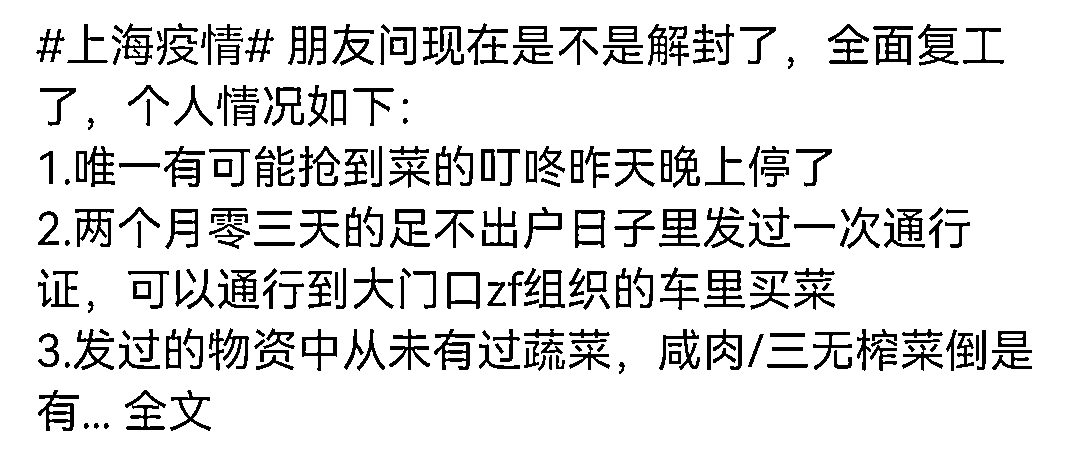 #上海疫情# 朋友问现在是不是解封了，全面复工
了，个人情况如下：
1.唯一有可能抢到菜的叮咚昨天晚上停了
2.两个月零三天的足不出户日子里发过一次通行
证，可以通行到大门口zf组织的车里买菜
3.发过的物资中从未有过蔬菜，咸肉/三无榨菜倒是
有... 全文